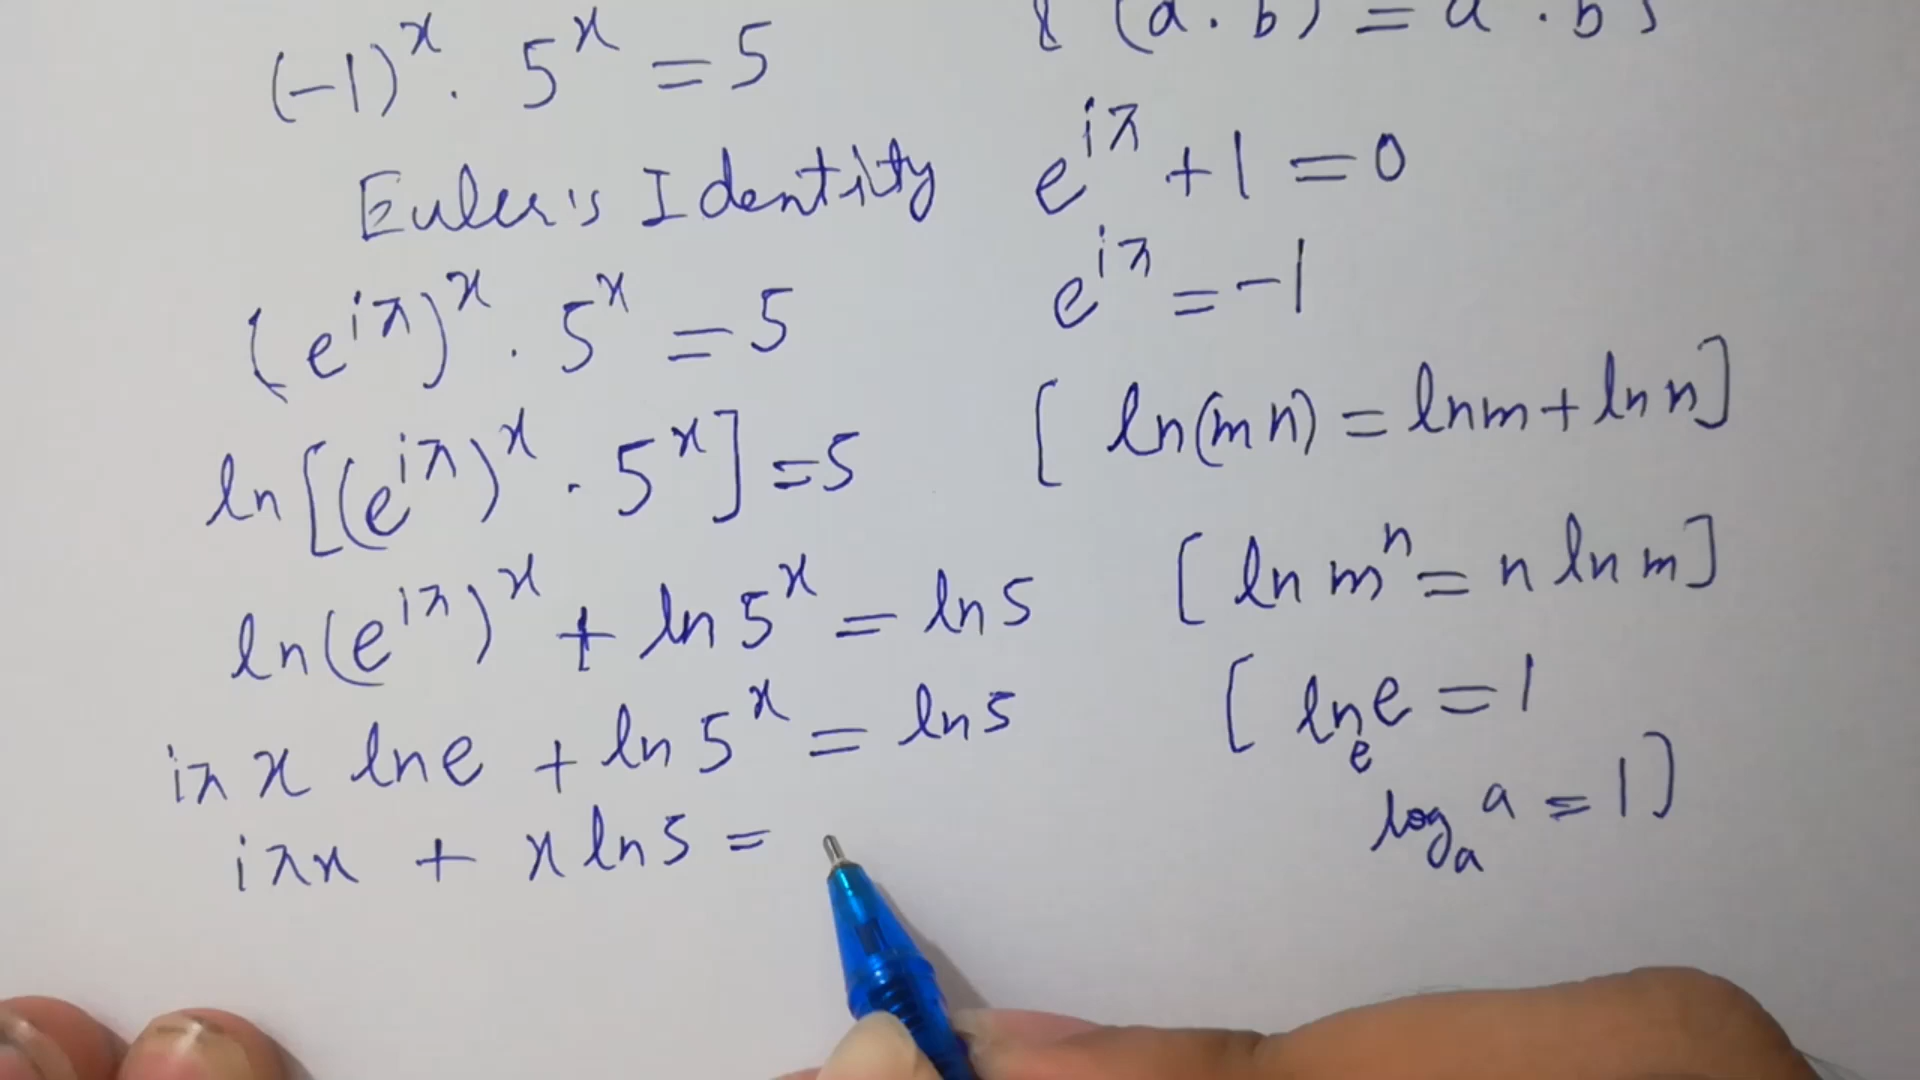 (-1)^x . 5^x = 5
{ (a . b) = a . b }
Euler's Identity
e^{iπ} + 1 = 0
(e^{iπ})^x . 5^x = 5
e^{iπ} = -1
ln[(e^{iπ})^x . 5^x] = 5
[ ln(mn) = ln m + ln n ]
ln(e^{iπ})^x + ln 5^x = ln 5
[ ln m^n = n ln m ]
iπ x ln e + ln 5^x = ln 5
[ ln_e e = 1
iπx + x ln 5 =
log_a a = 1 ]